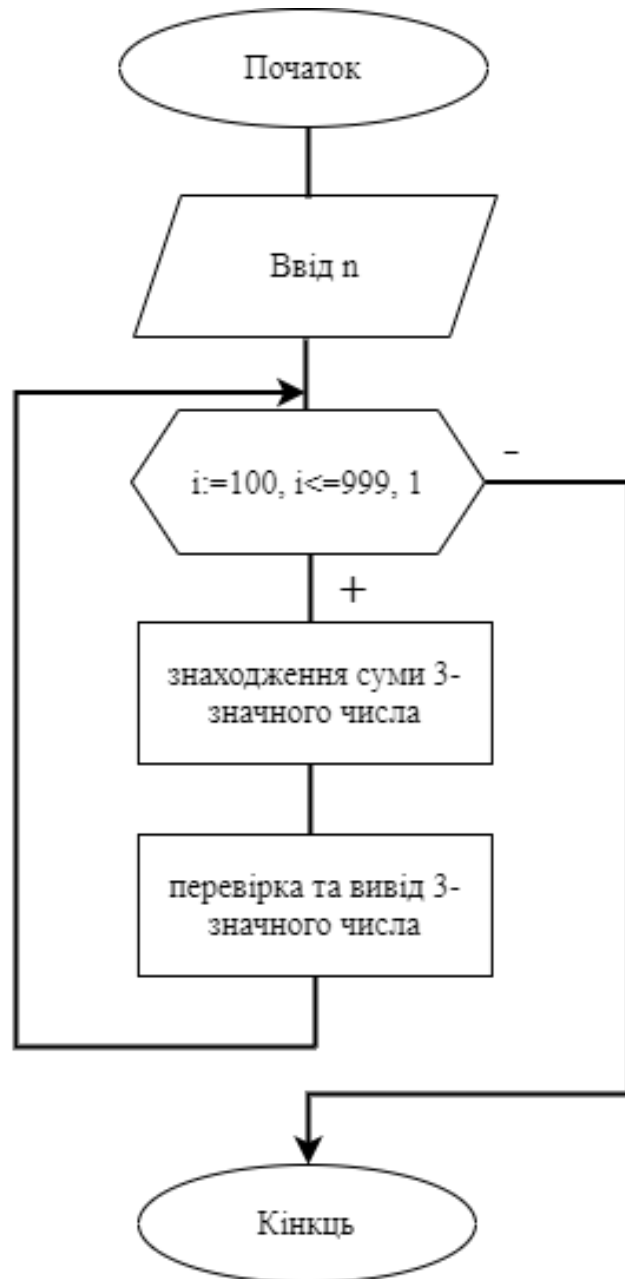 Початок
Ввід n
-
i:=100, i<=999, 1
+
знаходження суми 3-
значного числа
перевірка та вивід 3-
значного числа
Кінкць